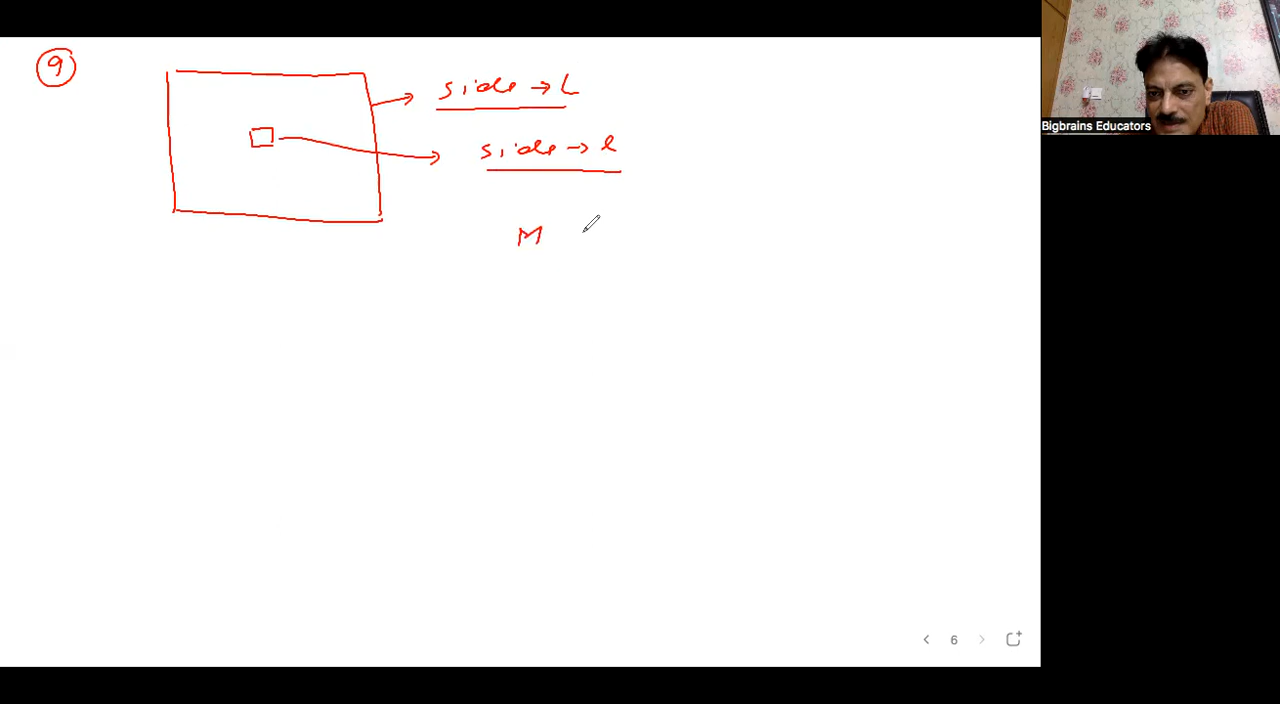 9
side → L
side → l
M
Bigbrains Educators
6